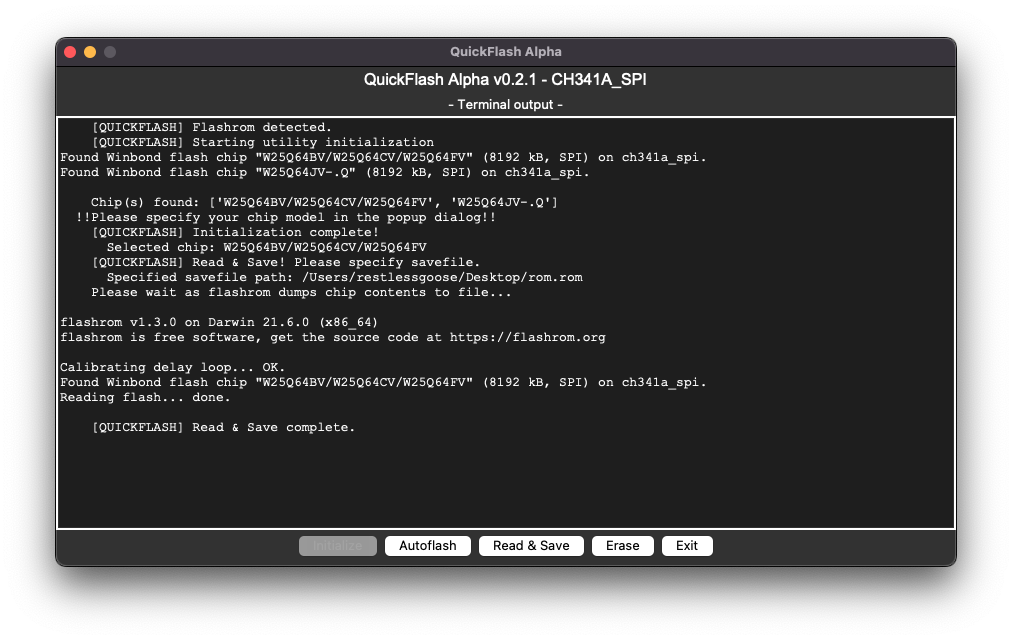 QuickFlash Alpha
QuickFlash Alpha v0.2.1 - CH341A_SPI
- Terminal output -
[QUICKFLASH] Flashrom detected.
[QUICKFLASH] Starting utility initialization
Found Winbond flash chip "W25Q64BV/W25Q64CV/W25Q64FV" (8192 kB, SPI) on ch341a_spi.
Found Winbond flash chip "W25Q64JV-.Q" (8192 kB, SPI) on ch341a_spi.
Chip(s) found: ['W25Q64BV/W25Q64CV/W25Q64FV', 'W25Q64JV-.Q']
!!Please specify your chip model in the popup dialog!!
[QUICKFLASH] Initialization complete!
Selected chip: W25Q64BV/W25Q64CV/W25Q64FV
[QUICKFLASH] Read & Save! Please specify savefile.
Specified savefile path: /Users/restlessgoose/Desktop/rom.rom
Please wait as flashrom dumps chip contents to file...
flashrom v1.3.0 on Darwin 21.6.0 (x86_64)
flashrom is free software, get the source code at https://flashrom.org
Calibrating delay loop... OK.
Found Winbond flash chip "W25Q64BV/W25Q64CV/W25Q64FV" (8192 kB, SPI) on ch341a_spi.
Reading flash... done.
[QUICKFLASH] Read & Save complete.
Initialize Autoflash Read & Save Erase Exit